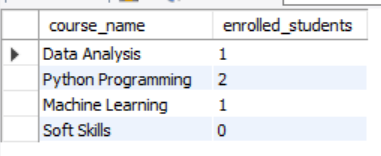 course_name enrolled_students
Data Analysis 1
Python Programming 2
Machine Learning 1
Soft Skills 0